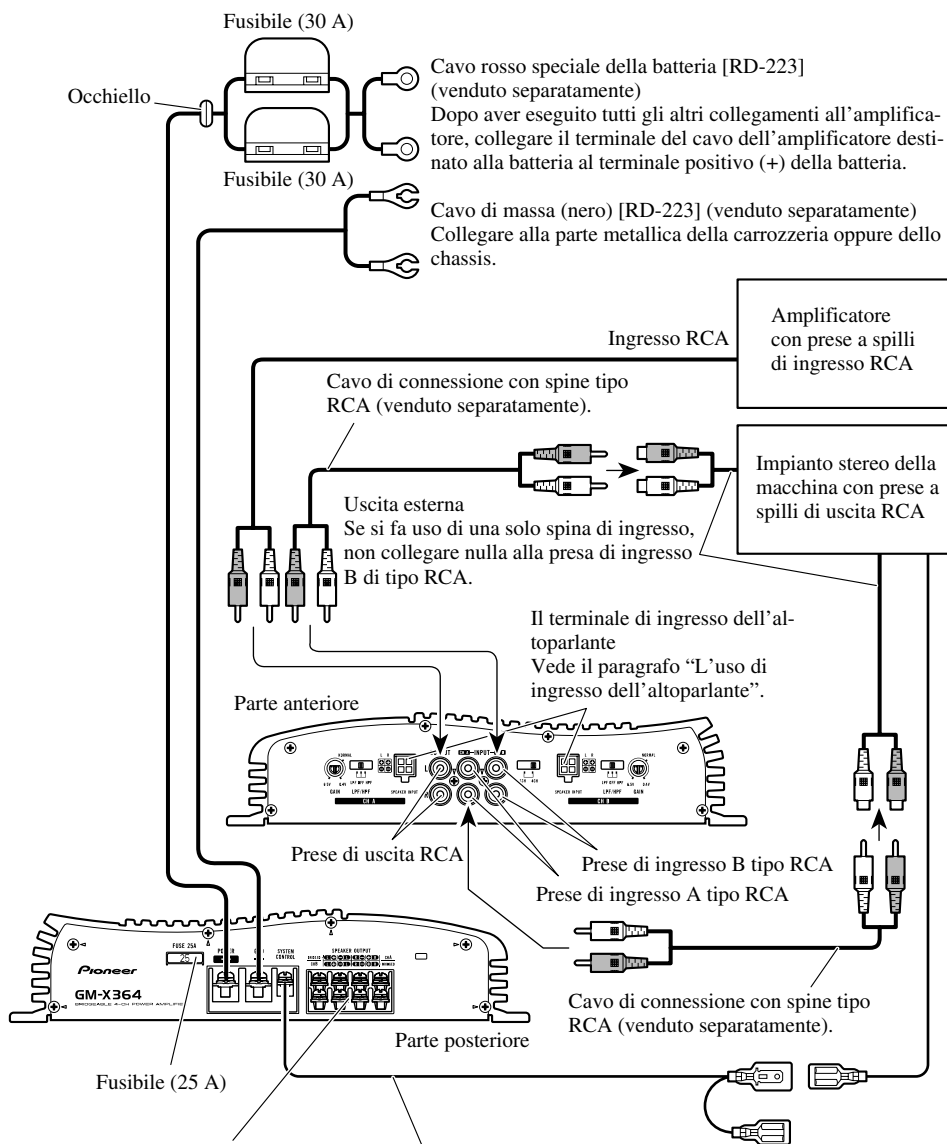 Fusibile (30 A)
Cavo rosso speciale della batteria [RD-223]
(venduto separatamente)
Dopo aver eseguito tutti gli altri collegamenti all'amplifica-
tore, collegare il terminale del cavo dell'amplificatore desti-
nato alla batteria al terminale positivo (+) della batteria.
Occhiello
Fusibile (30 A)
Cavo di massa (nero) [RD-223] (venduto separatamente)
Collegare alla parte metallica della carrozzeria oppure dello
chassis.
Ingresso RCA
Amplificatore
con prese a spilli
di ingresso RCA
Cavo di connessione con spine tipo
RCA (venduto separatamente).
Impianto stereo della
macchina con prese a
spilli di uscita RCA
Uscita esterna
Se si fa uso di una solo spina di ingresso,
non collegare nulla alla presa di ingresso
B di tipo RCA.
Il terminale di ingresso dell'al-
toparlante
Vede il paragrafo “L'uso di
ingresso dell'altoparlante”.
Parte anteriore
NORMAL
L R
INPUT
NORMAL
GAIN
LPF/HPF
SPEAKER INPUT
CH A
SPEAKER INPUT
LPF/HPF
GAIN
CH B
Prese di uscita RCA
Prese di ingresso B tipo RCA
Prese di ingresso A tipo RCA
FUSE 25A
25
POWER
SYSTEM
CONTROL
SPEAKER OUTPUT
Pioneer
GM-X364
BRIDGEABLE 4-CH POWER AMPLIFIER
Parte posteriore
Fusibile (25 A)
Cavo di connessione con spine tipo
RCA (venduto separatamente).